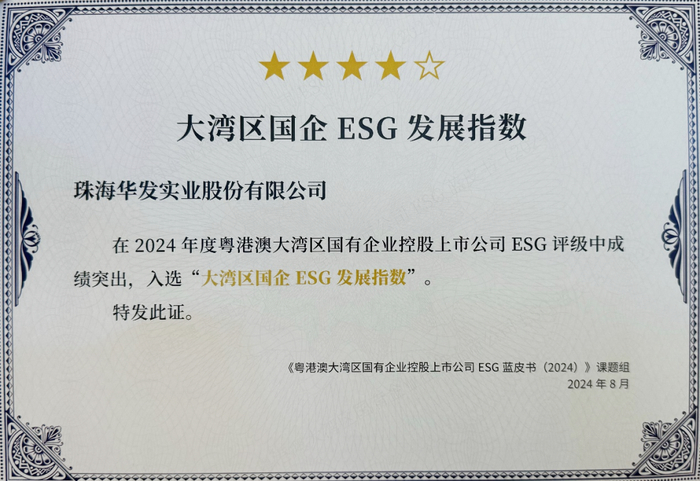 大湾区国企 ESG 发展指数
珠海华发实业股份有限公司
在 2024 年度粤港澳大湾区国有企业控股上市公司 ESG 评级中成
绩突出，入选“大湾区国企 ESG 发展指数”。
特发此证。
《粤港澳大湾区国有企业控股上市公司 ESG 蓝皮书（2024）》课题组
2024 年 8 月